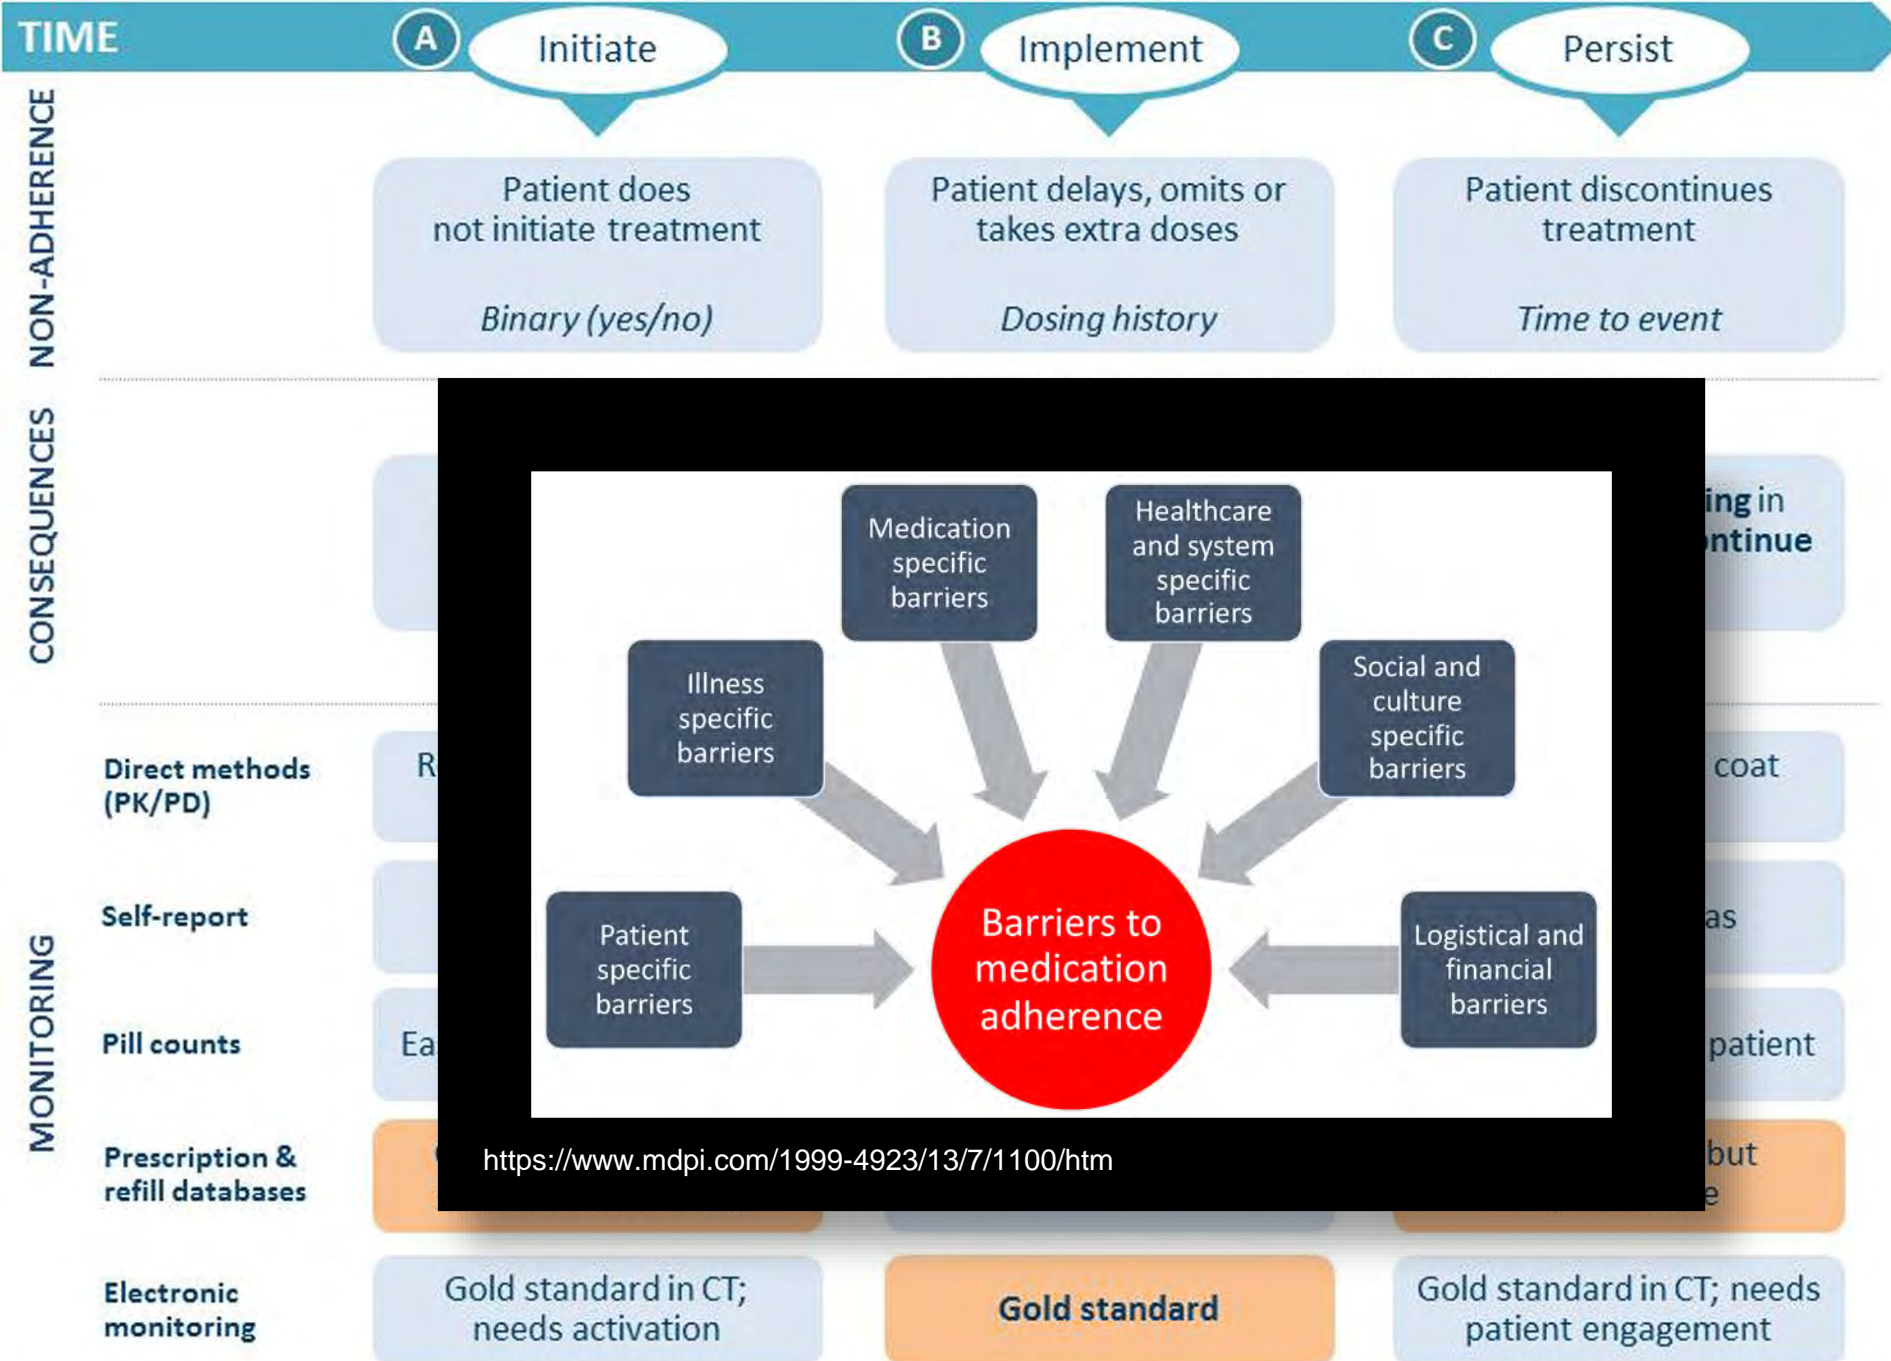 TIME
A
Initiate
B
Implement
C
Persist
NON-ADHERENCE
Patient does
not initiate treatment
Binary (yes/no)
Patient delays, omits or
takes extra doses
Dosing history
Patient discontinues
treatment
Time to event
CONSEQUENCES
in
Medication
specific
barriers
Healthcare
and system
specific
barriers
Illness
specific
barriers
Social and
culture
specific
barriers
Patient
specific
barriers
Logistical and
financial
barriers
Barriers to
medication
adherence
https://www.mdpi.com/1999-4923/13/7/1100/htm
MONITORING
Direct methods
(PK/PD)
coat
Self-report
Pill counts
patient
Prescription &
refill databases
but
Electronic
monitoring
Gold standard in CT;
needs activation
Gold standard
Gold standard in CT; needs
patient engagement